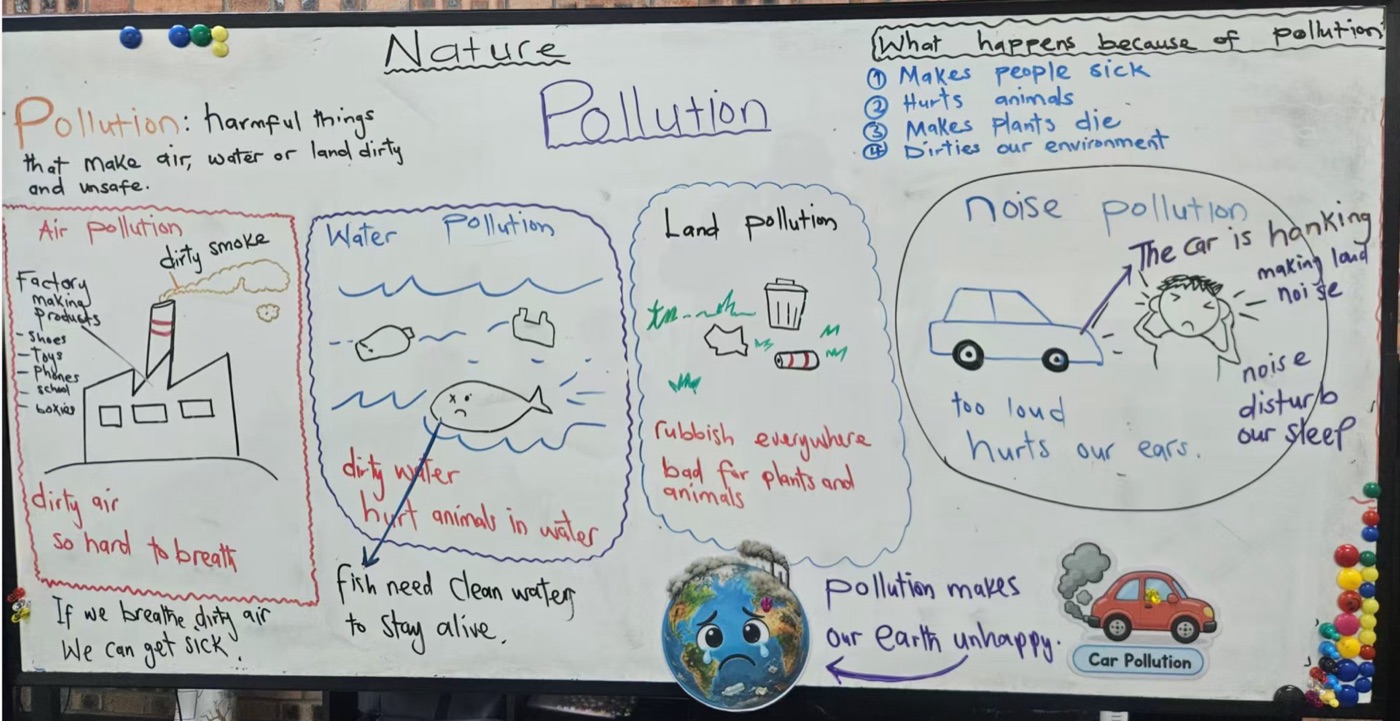 Nature
Pollution
Pollution: harmful things
that make air, water or land dirty
and unsafe.
What happens because of pollution
① Makes people sick
② Hurts animals
③ Makes plants die
④ Dirties our environment
Air pollution
dirty smoke
Factory
making
products
- Shoes
- Toys
- Phones
- school
- boxies
dirty air
so hard to breath
If we breathe dirty air
We can get sick.
Water pollution
dirty water
hurt animals in water
fish need clean water
to stay alive.
Land pollution
rubbish everywhere
bad for plants and
animals
noise pollution
The car is honking
making loud
noise
too loud
hurts our ears.
noise
disturb
our sleep
pollution makes
our earth unhappy.
Car Pollution